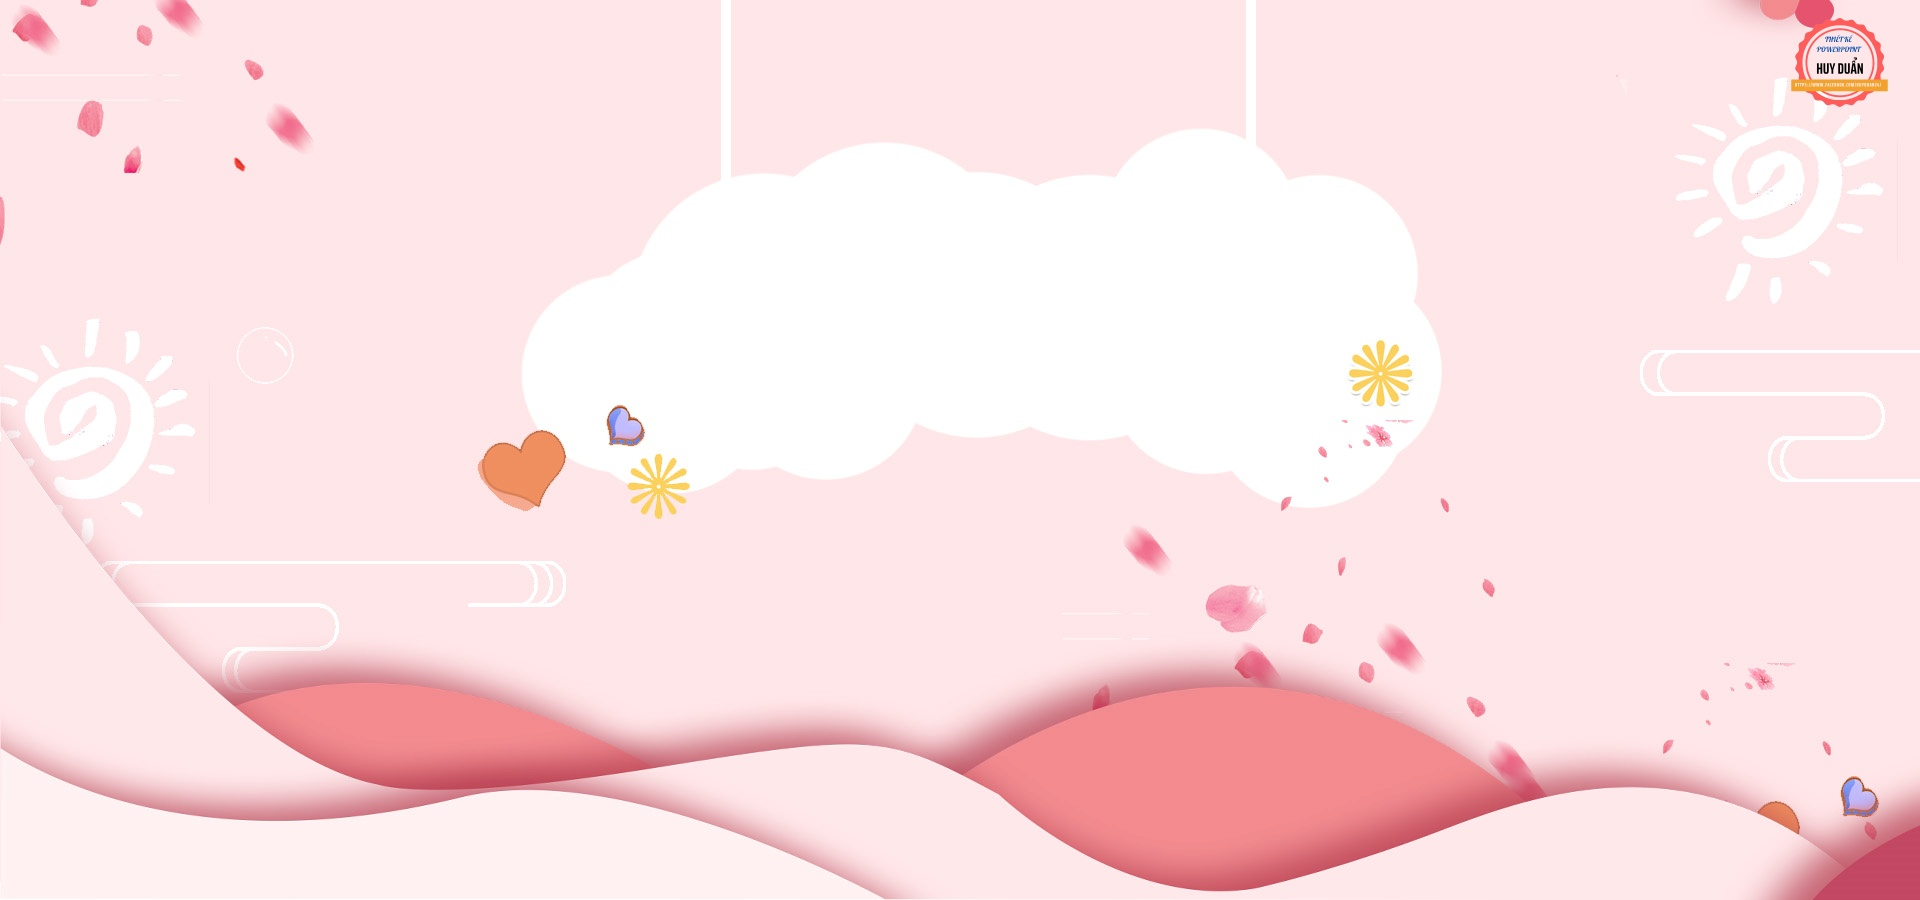 THIẾT KẾ
POWERPOINT
HUY DUẨN